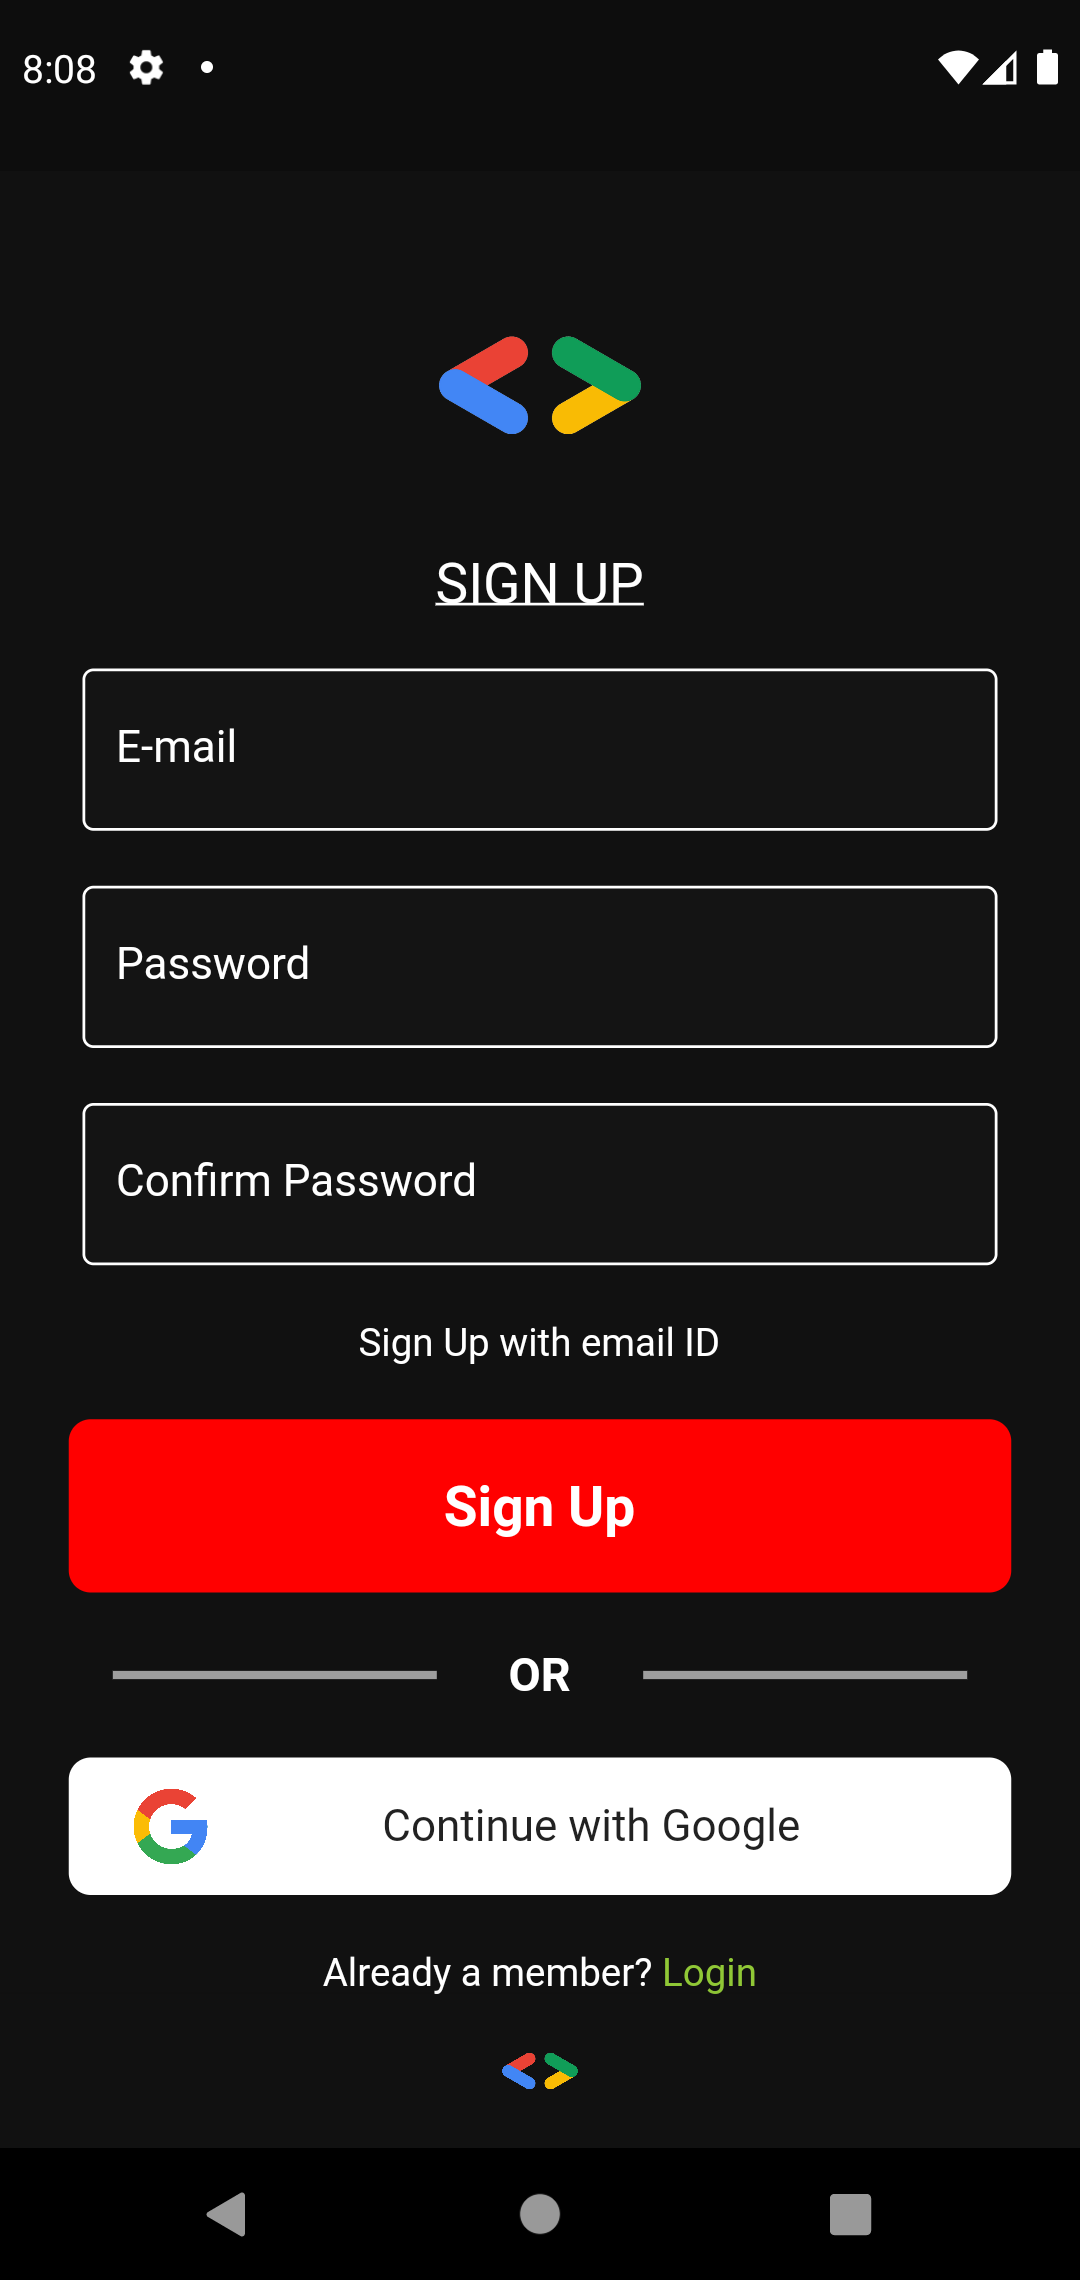 8:08
SIGN UP
E-mail
Password
Confirm Password
Sign Up with email ID
Sign Up
OR
Continue with Google
Already a member? Login